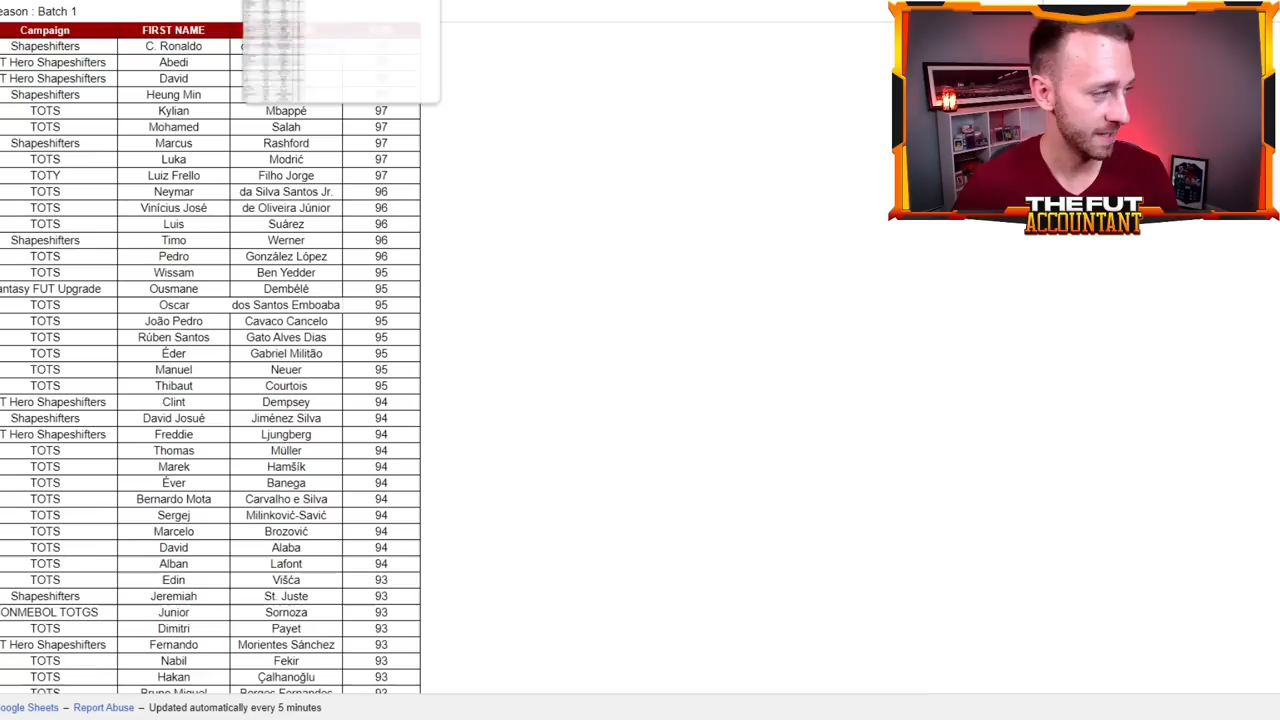 eason : Batch 1
Campaign FIRST NAME
Shapeshifters C. Ronaldo
T Hero Shapeshifters Abedi
T Hero Shapeshifters David
Shapeshifters Heung Min
TOTS Kylian Mbappé 97
TOTS Mohamed Salah 97
Shapeshifters Marcus Rashford 97
TOTS Luka Modrić 97
TOTY Luiz Frello Filho Jorge 97
TOTS Neymar da Silva Santos Jr. 96
TOTS Vinícius José de Oliveira Júnior 96
TOTS Luis Suárez 96
Shapeshifters Timo Werner 96
TOTS Pedro González López 96
TOTS Wissam Ben Yedder 95
antasy FUT Upgrade Ousmane Dembélé 95
TOTS Oscar dos Santos Emboaba 95
TOTS João Pedro Cavaco Cancelo 95
TOTS Rúben Santos Gato Alves Dias 95
TOTS Éder Gabriel Militão 95
TOTS Manuel Neuer 95
TOTS Thibaut Courtois 95
T Hero Shapeshifters Clint Dempsey 94
Shapeshifters David Josué Jiménez Silva 94
T Hero Shapeshifters Freddie Ljungberg 94
TOTS Thomas Müller 94
TOTS Marek Hamšík 94
TOTS Éver Banega 94
TOTS Bernardo Mota Carvalho e Silva 94
TOTS Sergej Milinković-Savić 94
TOTS Marcelo Brozović 94
TOTS David Alaba 94
TOTS Alban Lafont 94
TOTS Edin Višća 93
Shapeshifters Jeremiah St. Juste 93
ONMEBOL TOTGS Junior Sornoza 93
TOTS Dimitri Payet 93
T Hero Shapeshifters Fernando Morientes Sánchez 93
TOTS Nabil Fekir 93
TOTS Hakan Çalhanoğlu 93
TOTS Bruno Miguel Borges Fernandes 93
oogle Sheets – Report Abuse – Updated automatically every 5 minutes
THE FUT
ACCOUNTANT